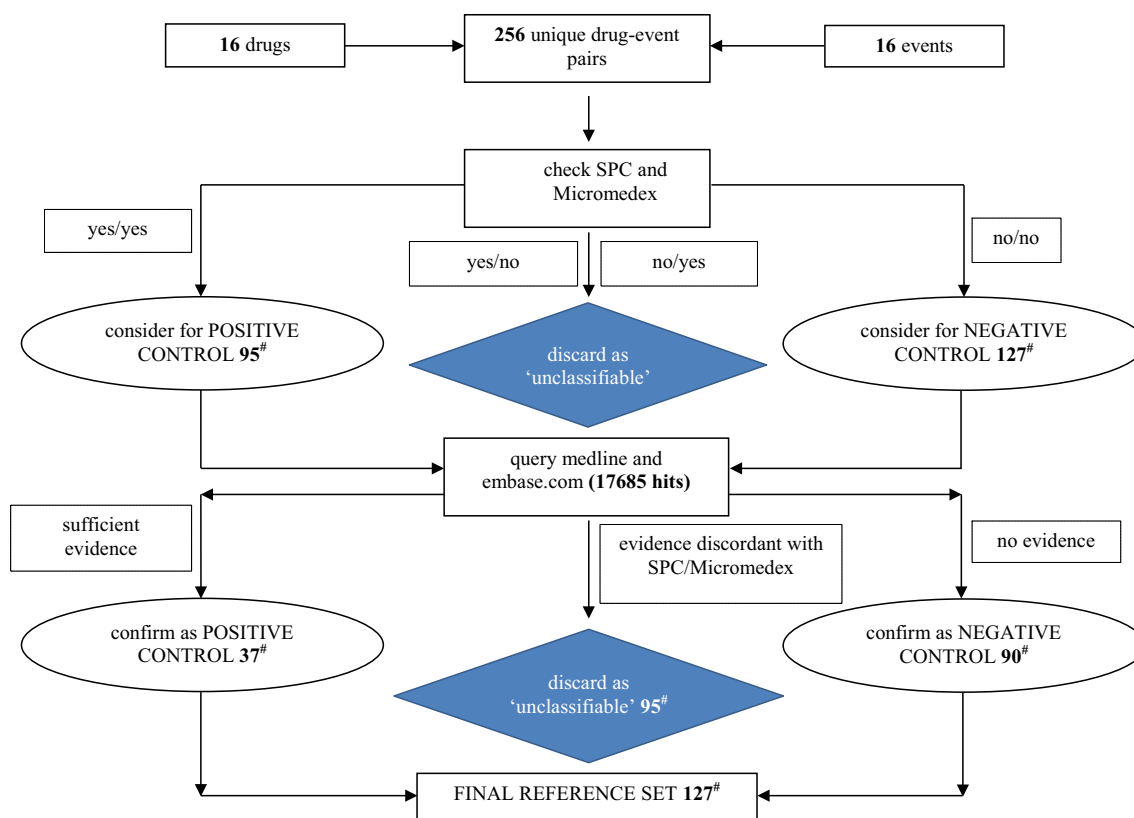 16 drugs
256 unique drug-event
pairs
16 events
check SPC and
Micromedex
yes/yes
yes/no
no/yes
no/no
consider for POSITIVE
CONTROL 95#
discard as
‘unclassifiable’
consider for NEGATIVE
CONTROL 127#
query medline and
embase.com (17685 hits)
sufficient
evidence
evidence discordant with
SPC/Micromedex
no evidence
confirm as POSITIVE
CONTROL 37#
discard as
‘unclassifiable’ 95#
confirm as NEGATIVE
CONTROL 90#
FINAL REFERENCE SET 127#